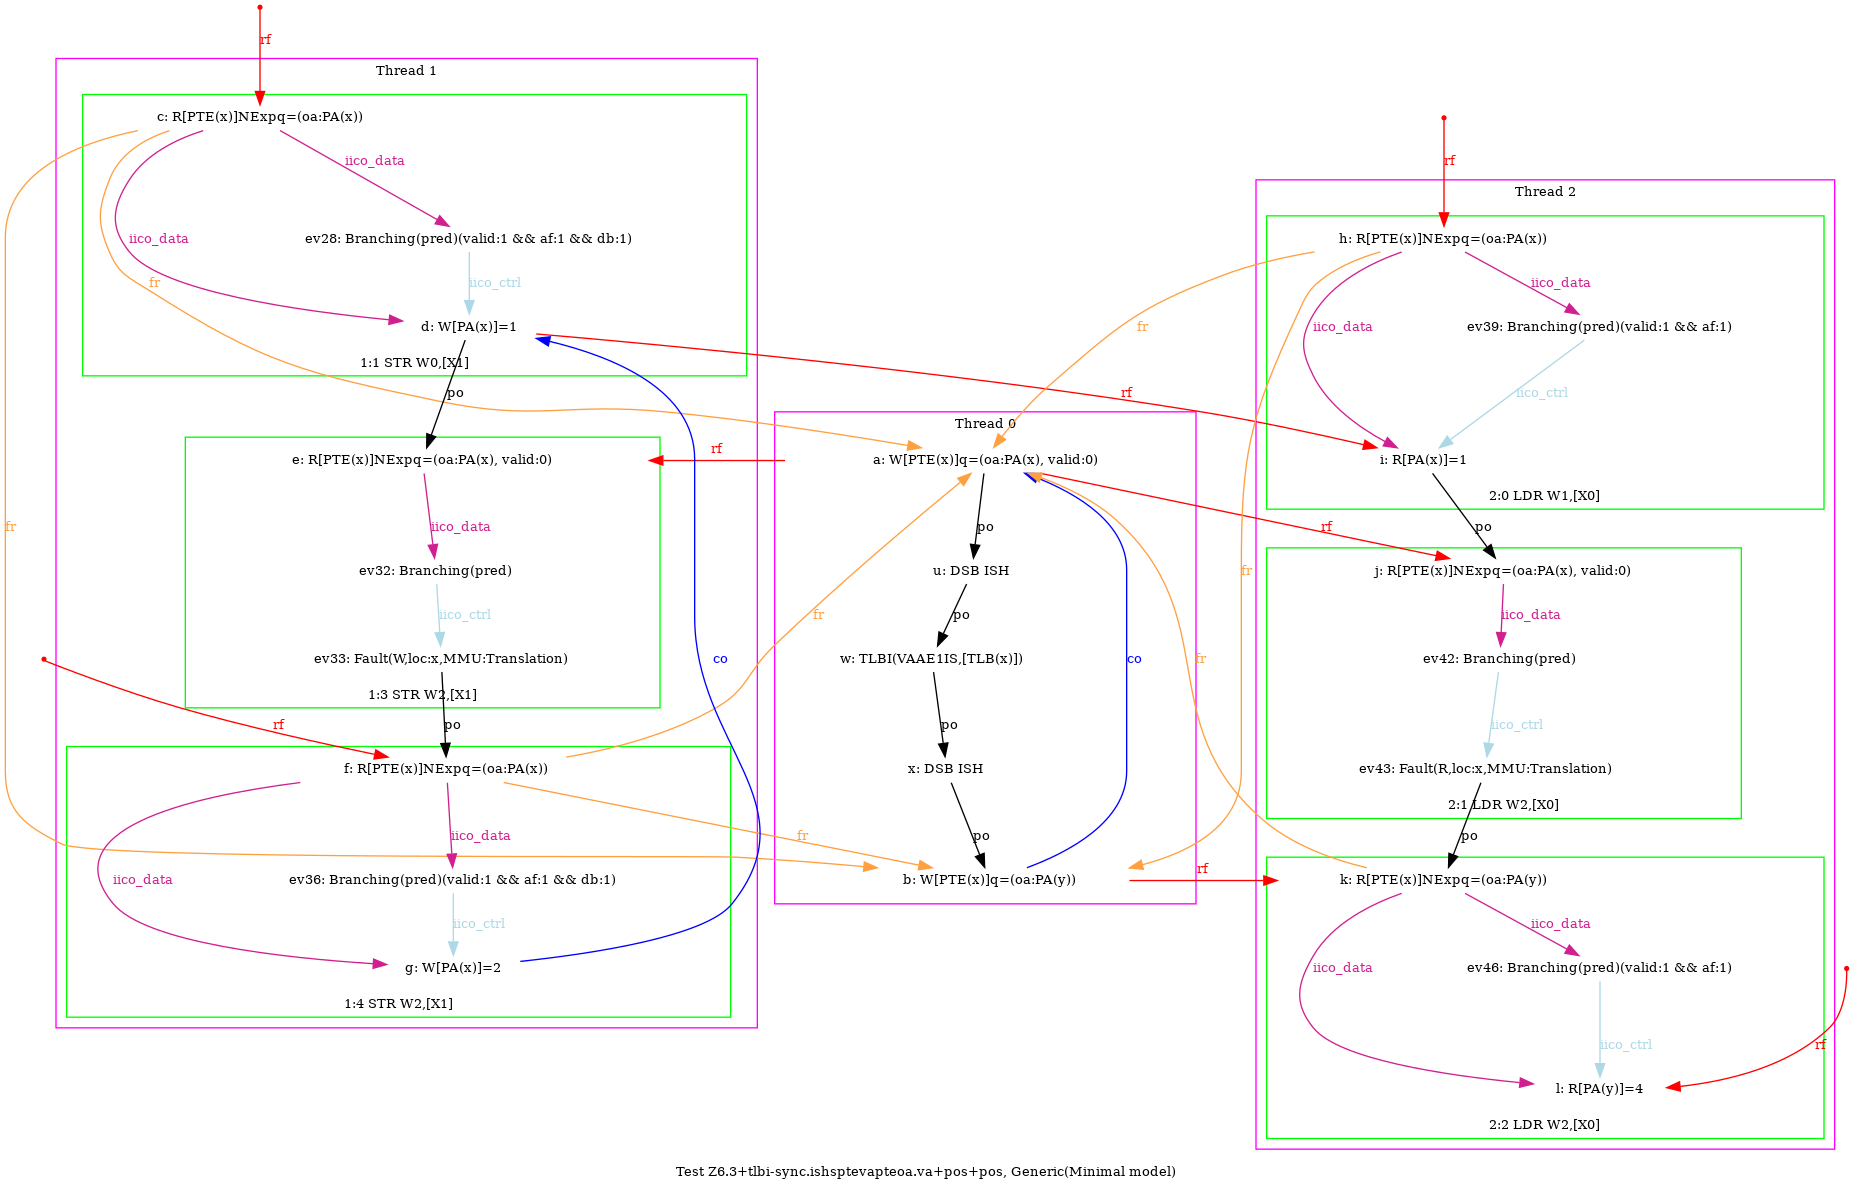 rf
Thread 1
c: R[PTE(x)]NExpq=(oa:PA(x))
iico_data
iico_data
ev28: Branching(pred)(valid:1 && af:1 && db:1)
fr
iico_ctrl
d: W[PA(x)]=1
1:1 STR W0,[X1]
po
rf
e: R[PTE(x)]NExpq=(oa:PA(x), valid:0)
rf
fr
iico_data
ev32: Branching(pred)
iico_ctrl
ev33: Fault(W,loc:x,MMU:Translation)
co
1:3 STR W2,[X1]
rf
po
fr
f: R[PTE(x)]NExpq=(oa:PA(x))
iico_data
fr
iico_data
ev36: Branching(pred)(valid:1 && af:1 && db:1)
iico_ctrl
g: W[PA(x)]=2
1:4 STR W2,[X1]
Thread 0
a: W[PTE(x)]q=(oa:PA(x), valid:0)
po
u: DSB ISH
po
w: TLBI(VAAE1IS,[TLB(x)])
co
po
x: DSB ISH
po
b: W[PTE(x)]q=(oa:PA(y))
rf
rf
Thread 2
h: R[PTE(x)]NExpq=(oa:PA(x))
iico_data
fr
iico_data
ev39: Branching(pred)(valid:1 && af:1)
iico_ctrl
i: R[PA(x)]=1
2:0 LDR W1,[X0]
rf
po
fr
j: R[PTE(x)]NExpq=(oa:PA(x), valid:0)
iico_data
fr
ev42: Branching(pred)
iico_ctrl
ev43: Fault(R,loc:x,MMU:Translation)
2:1 LDR W2,[X0]
po
k: R[PTE(x)]NExpq=(oa:PA(y))
iico_data
iico_data
ev46: Branching(pred)(valid:1 && af:1)
iico_ctrl
rf
l: R[PA(y)]=4
2:2 LDR W2,[X0]
Test Z6.3+tlbi-sync.ishsptevapteoa.va+pos+pos, Generic(Minimal model)